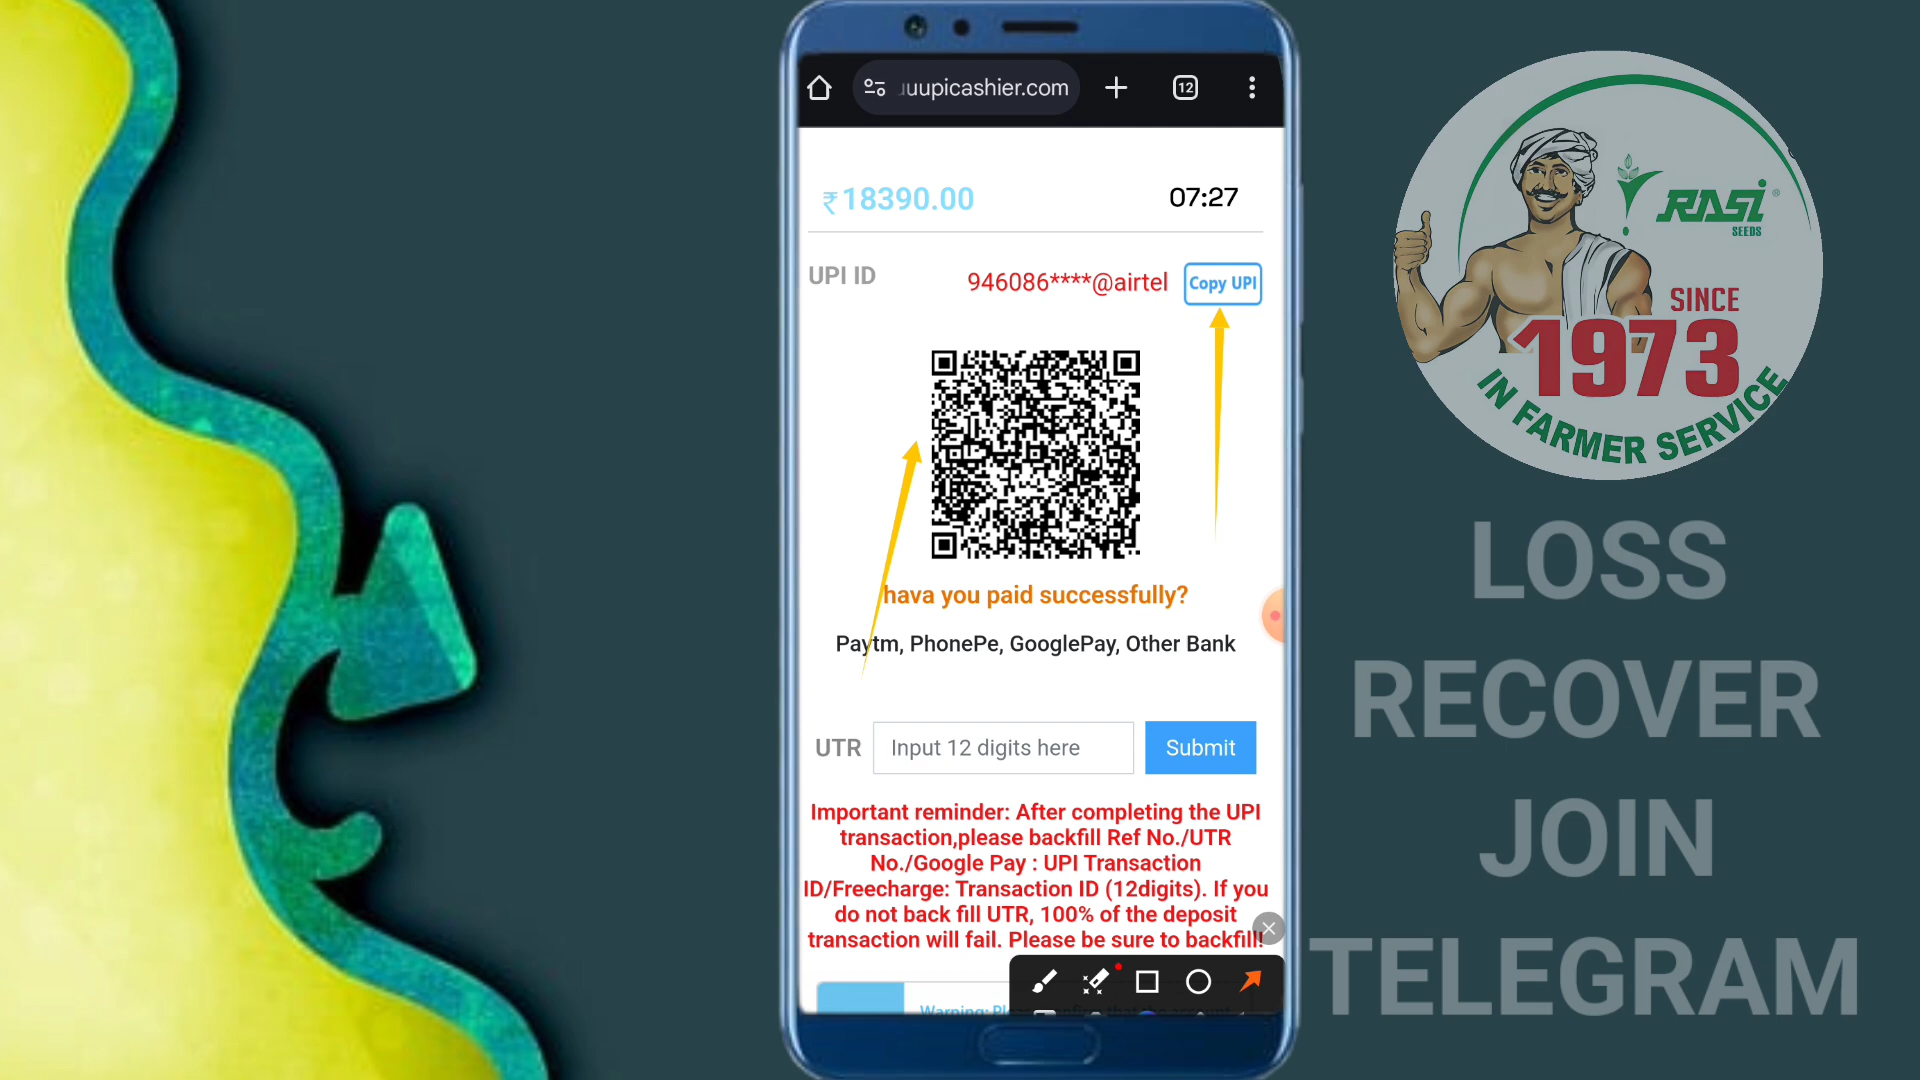 uupicashier.com
12
₹18390.00
07:27
UPI ID
946086****@airtel
Copy UPI
hava you paid successfully?
Paytm, PhonePe, GooglePay, Other Bank
UTR
Input 12 digits here
Submit
Important reminder: After completing the UPI
transaction,please backfill Ref No./UTR
No./Google Pay : UPI Transaction
ID/Freecharge: Transaction ID (12digits). If you
do not back fill UTR, 100% of the deposit
transaction will fail. Please be sure to backfill!
Warning:
RASI
®
SEEDS
SINCE
1973
IN FARMER SERVICE
LOSS
RECOVER
JOIN
TELEGRAM